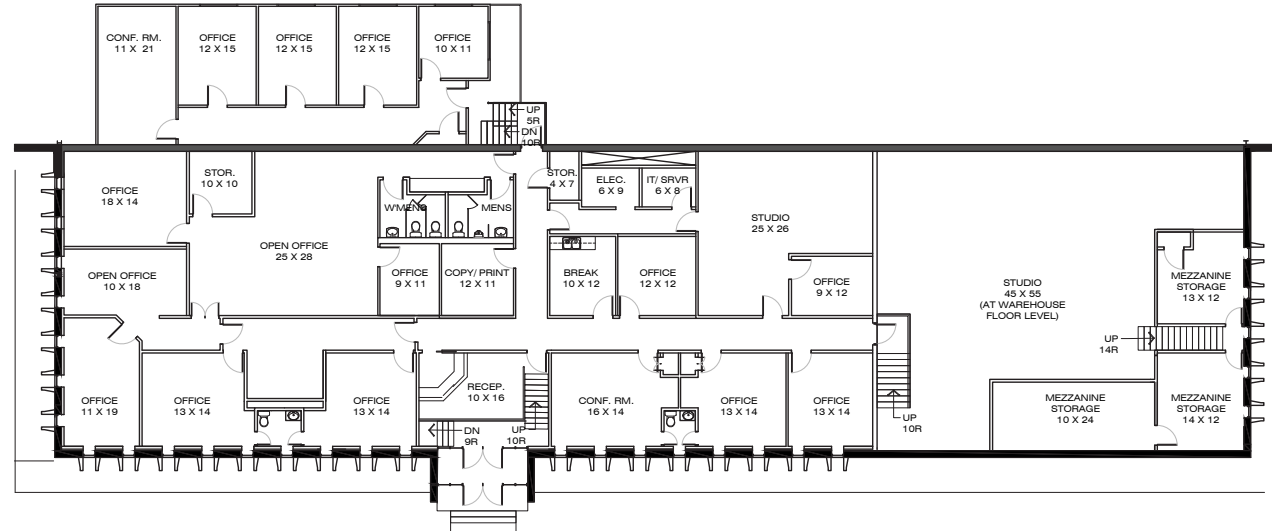 CONF. RM.
11 X 21
OFFICE
12 X 15
OFFICE
12 X 15
OFFICE
12 X 15
OFFICE
10 X 11
UP
5R
DN
10R
OFFICE
18 X 14
STOR.
10 X 10
W'MENS
MENS
STOR.
4 X 7
ELEC.
6 X 9
IT/ SRVR
6 X 8
STUDIO
25 X 26
OPEN OFFICE
25 X 28
OPEN OFFICE
10 X 18
OFFICE
9 X 11
COPY/ PRINT
12 X 11
BREAK
10 X 12
OFFICE
12 X 12
OFFICE
9 X 12
STUDIO
45 X 55
(AT WAREHOUSE
FLOOR LEVEL)
MEZZANINE
STORAGE
13 X 12
UP
14R
OFFICE
11 X 19
OFFICE
13 X 14
OFFICE
13 X 14
RECEP.
10 X 16
CONF. RM.
16 X 14
OFFICE
13 X 14
OFFICE
13 X 14
UP
10R
MEZZANINE
STORAGE
10 X 24
MEZZANINE
STORAGE
14 X 12
DN
9R
UP
10R